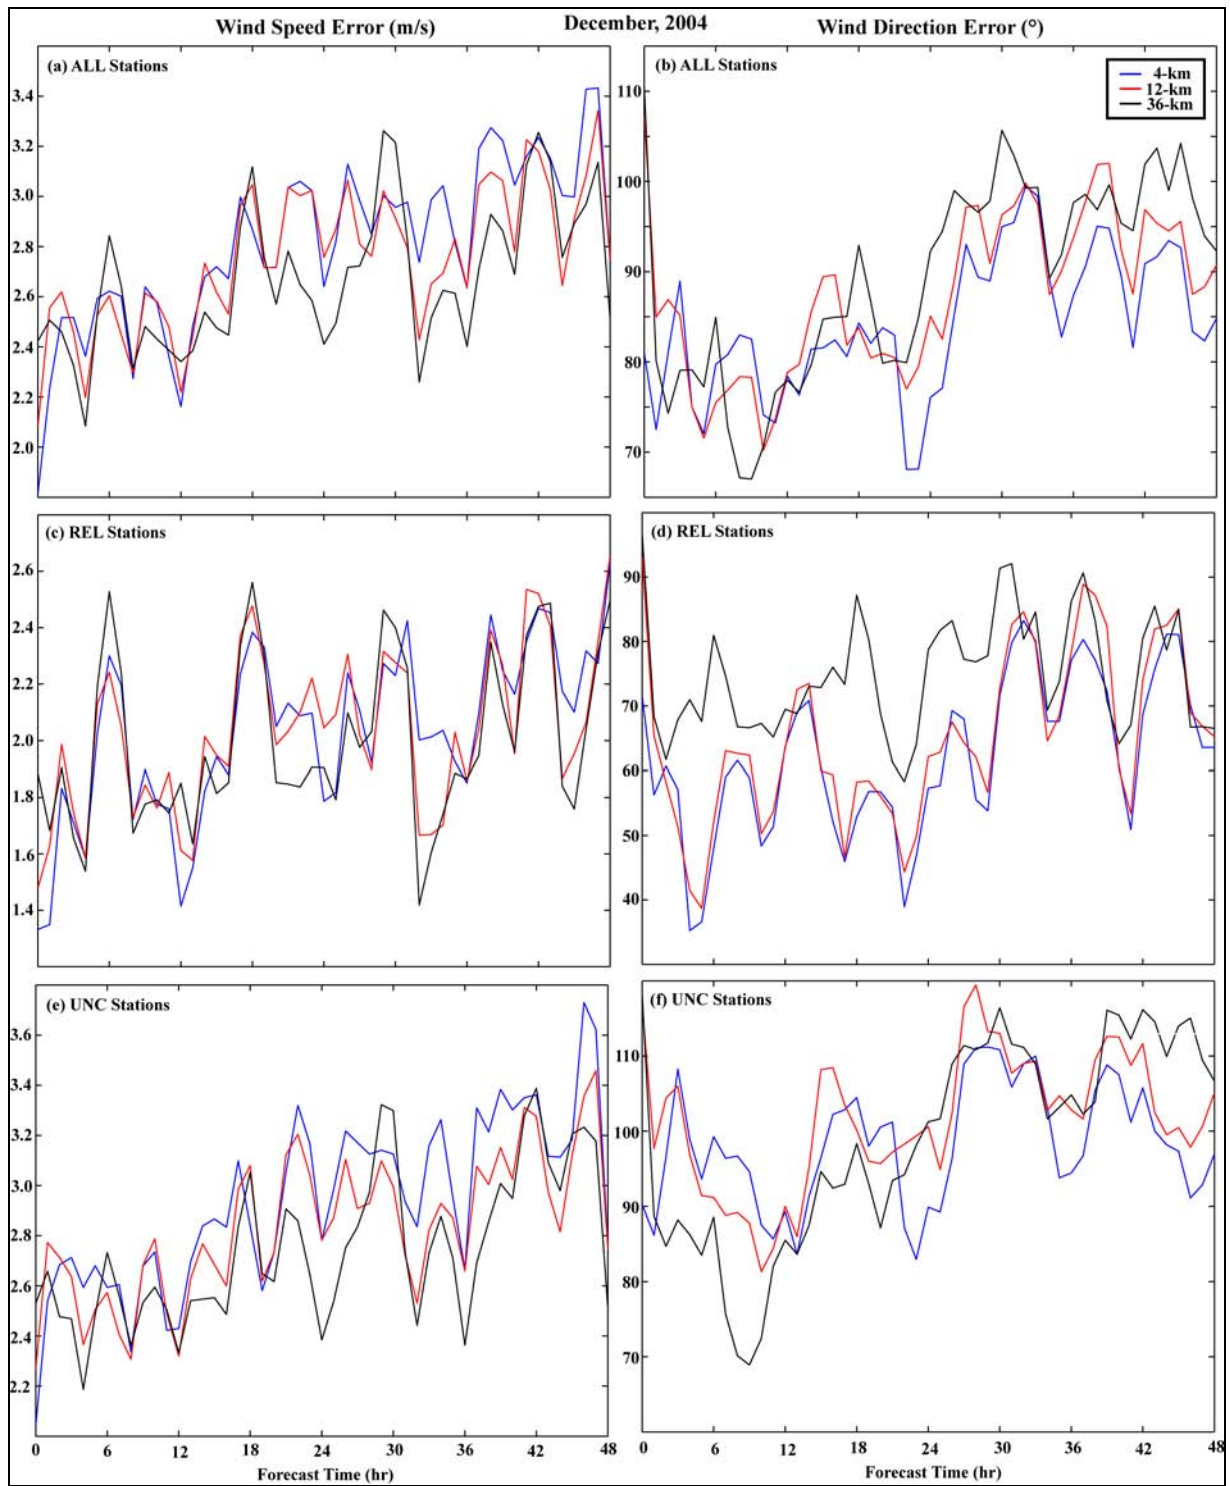 December, 2004
Wind Speed Error (m/s)
Wind Direction Error (°)
(a) ALL Stations
3.4
3.2
3.0
2.8
2.6
2.4
2.2
2.0
(b) ALL Stations
4-km
12-km
36-km
110
100
90
80
70
(c) REL Stations
2.6
2.4
2.2
2.0
1.8
1.6
1.4
(d) REL Stations
90
80
70
60
50
40
(e) UNC Stations
3.6
3.4
3.2
3.0
2.8
2.6
2.4
2.2
0 6 12 18 24 30 36 42 48
Forecast Time (hr)
(f) UNC Stations
110
100
90
80
70
0 6 12 18 24 30 36 42 48
Forecast Time (hr)